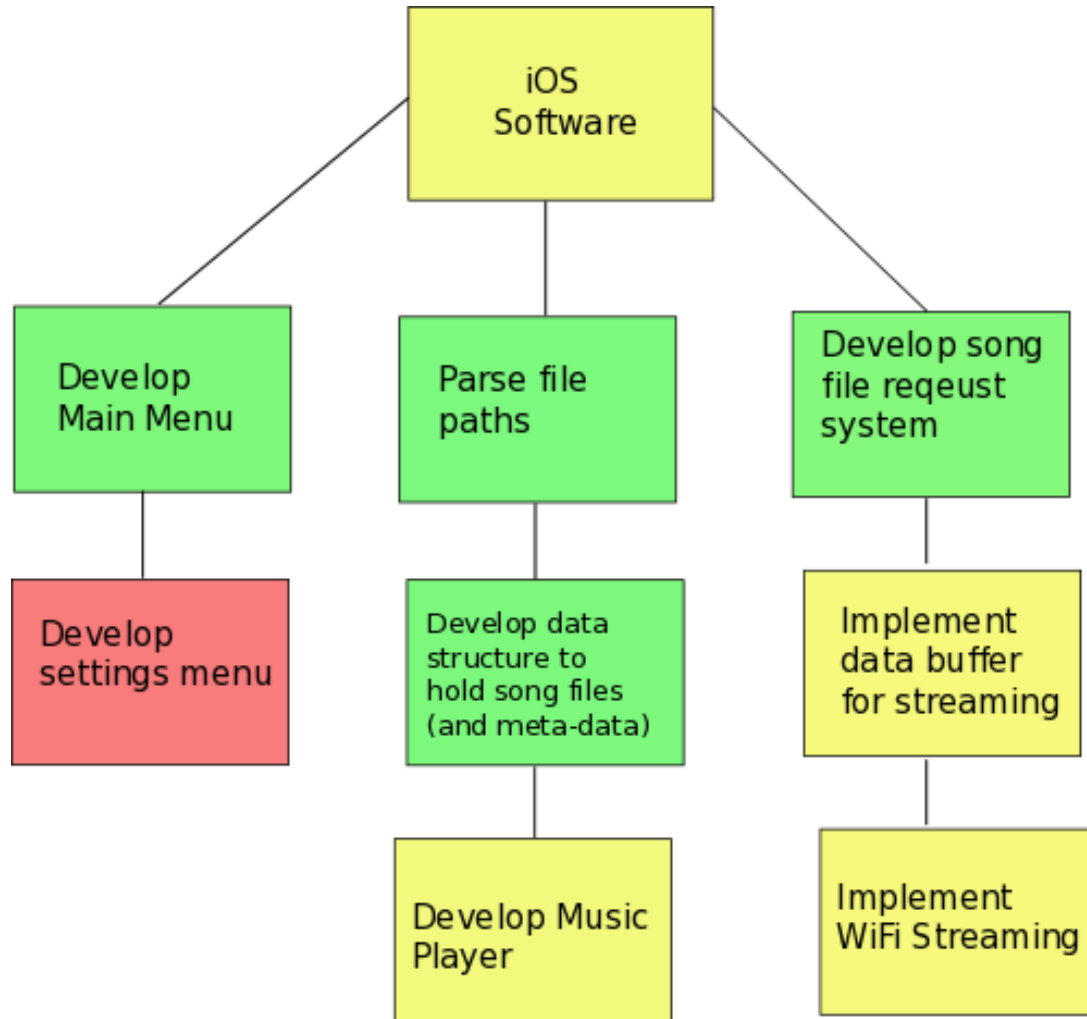 iOS
Software
Develop
Main Menu
Parse file
paths
Develop song
file reqeust
system
Develop
settings menu
Develop data
structure to
hold song files
(and meta-data)
Implement
data buffer
for streaming
Develop Music
Player
Implement
WiFi Streaming